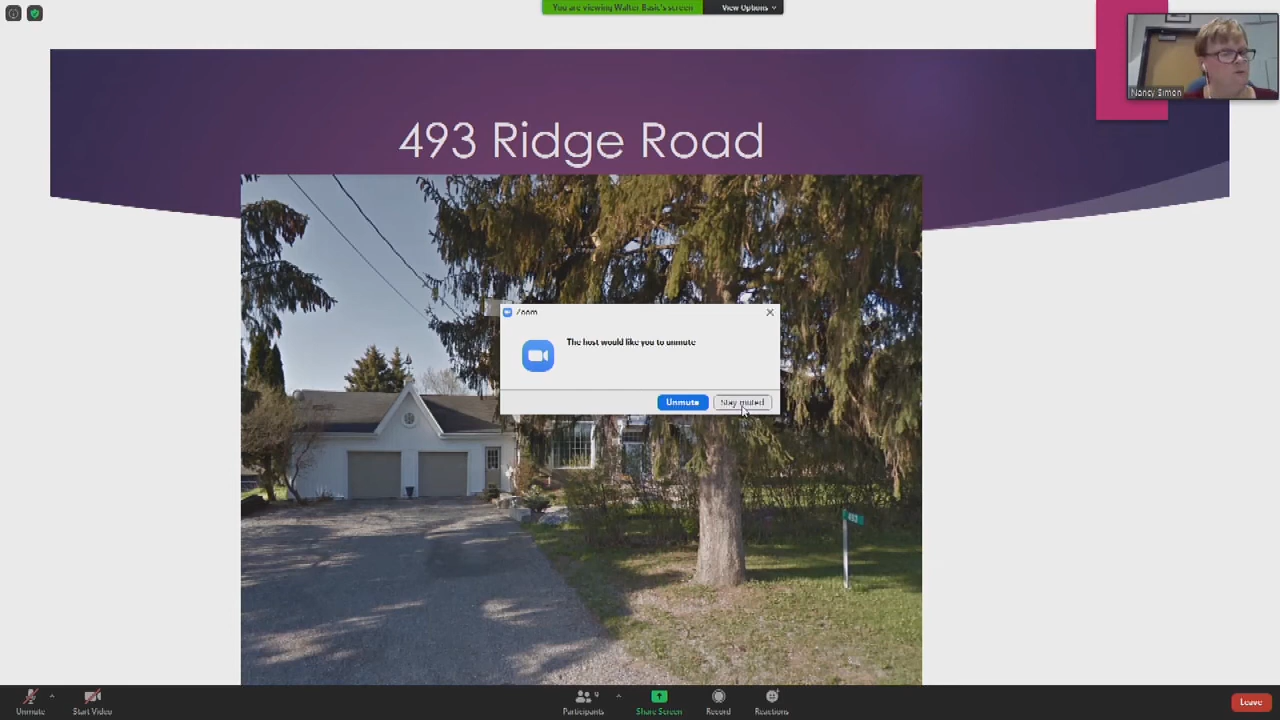 You are viewing Walter Basic's screen
View Options
Nancy Simon
493 Ridge Road
Zoom
The host would like you to unmute
Unmute
Stay muted
493
Unmute
Start Video
Participants
Share Screen
Record
Reactions
Leave